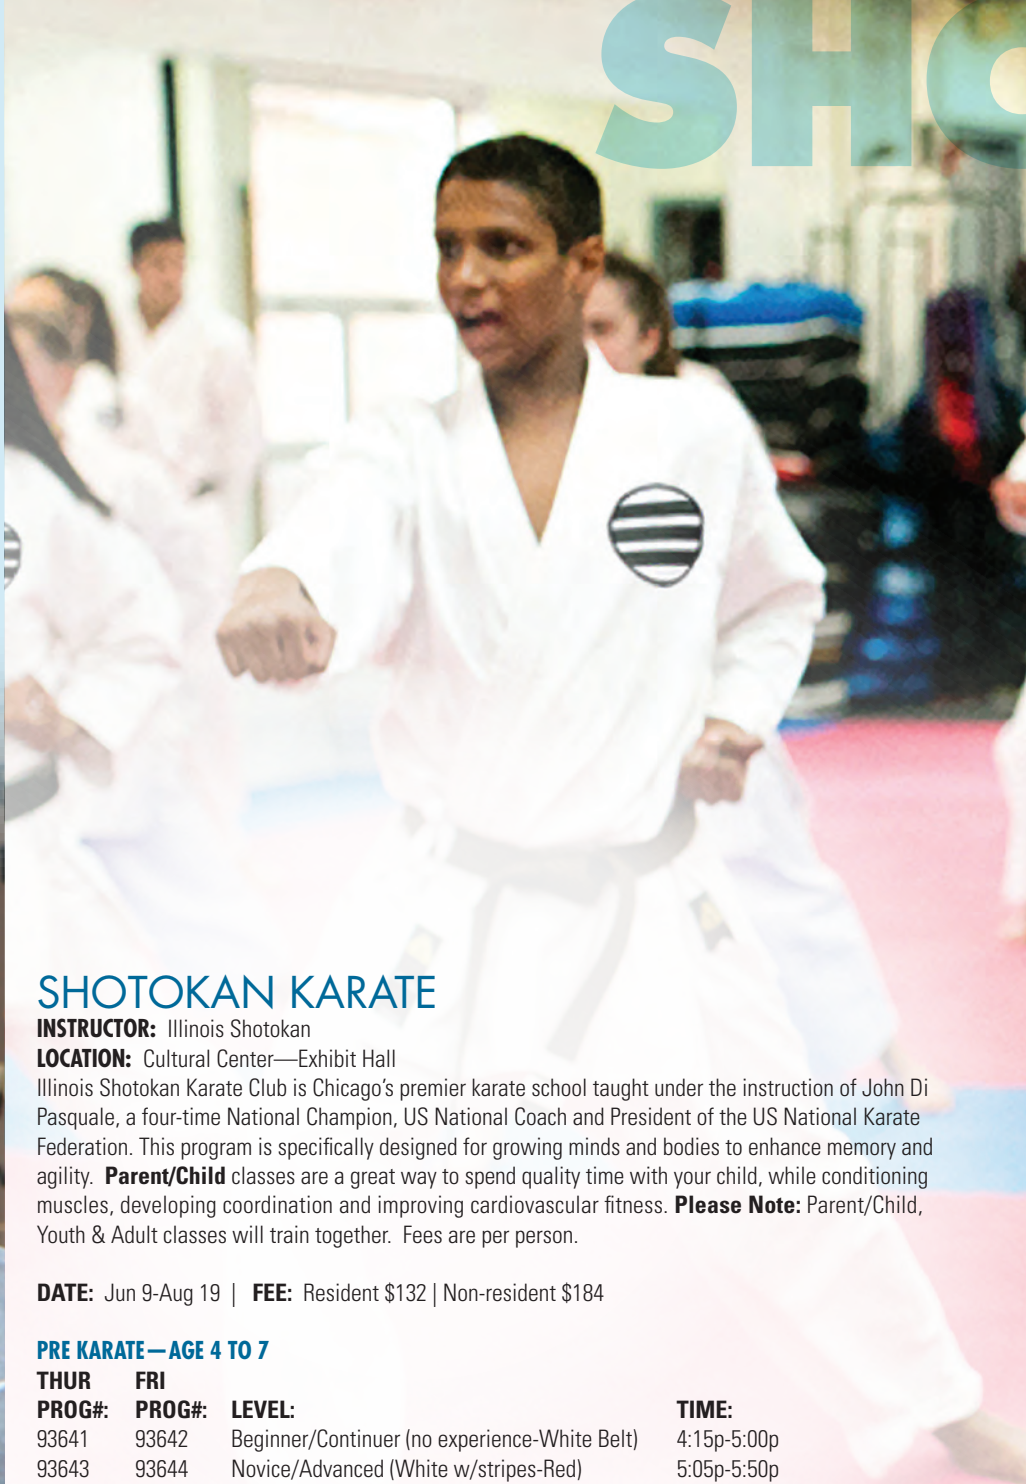 SHO
SHOTOKAN KARATE
INSTRUCTOR: Illinois Shotokan
LOCATION: Cultural Center—Exhibit Hall
Illinois Shotokan Karate Club is Chicago's premier karate school taught under the instruction of John Di
Pasquale, a four-time National Champion, US National Coach and President of the US National Karate
Federation. This program is specifically designed for growing minds and bodies to enhance memory and
agility. Parent/Child classes are a great way to spend quality time with your child, while conditioning
muscles, developing coordination and improving cardiovascular fitness. Please Note: Parent/Child,
Youth & Adult classes will train together. Fees are per person.
DATE: Jun 9-Aug 19 | FEE: Resident $132 | Non-resident $184
PRE KARATE—AGE 4 TO 7
THUR FRI
PROG#: PROG#: LEVEL: TIME:
93641 93642 Beginner/Continuer (no experience-White Belt) 4:15p-5:00p
93643 93644 Novice/Advanced (White w/stripes-Red) 5:05p-5:50p